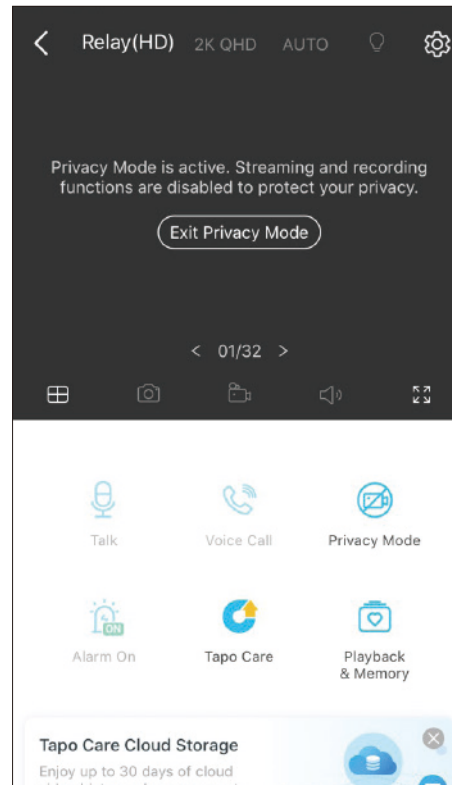 Relay(HD) 2K QHD AUTO
Privacy Mode is active. Streaming and recording
functions are disabled to protect your privacy.
Exit Privacy Mode
< 01/32 >
Talk
Voice Call
Privacy Mode
ON
Alarm On
Tapo Care
Playback
& Memory
Tapo Care Cloud Storage
Enjoy up to 30 days of cloud